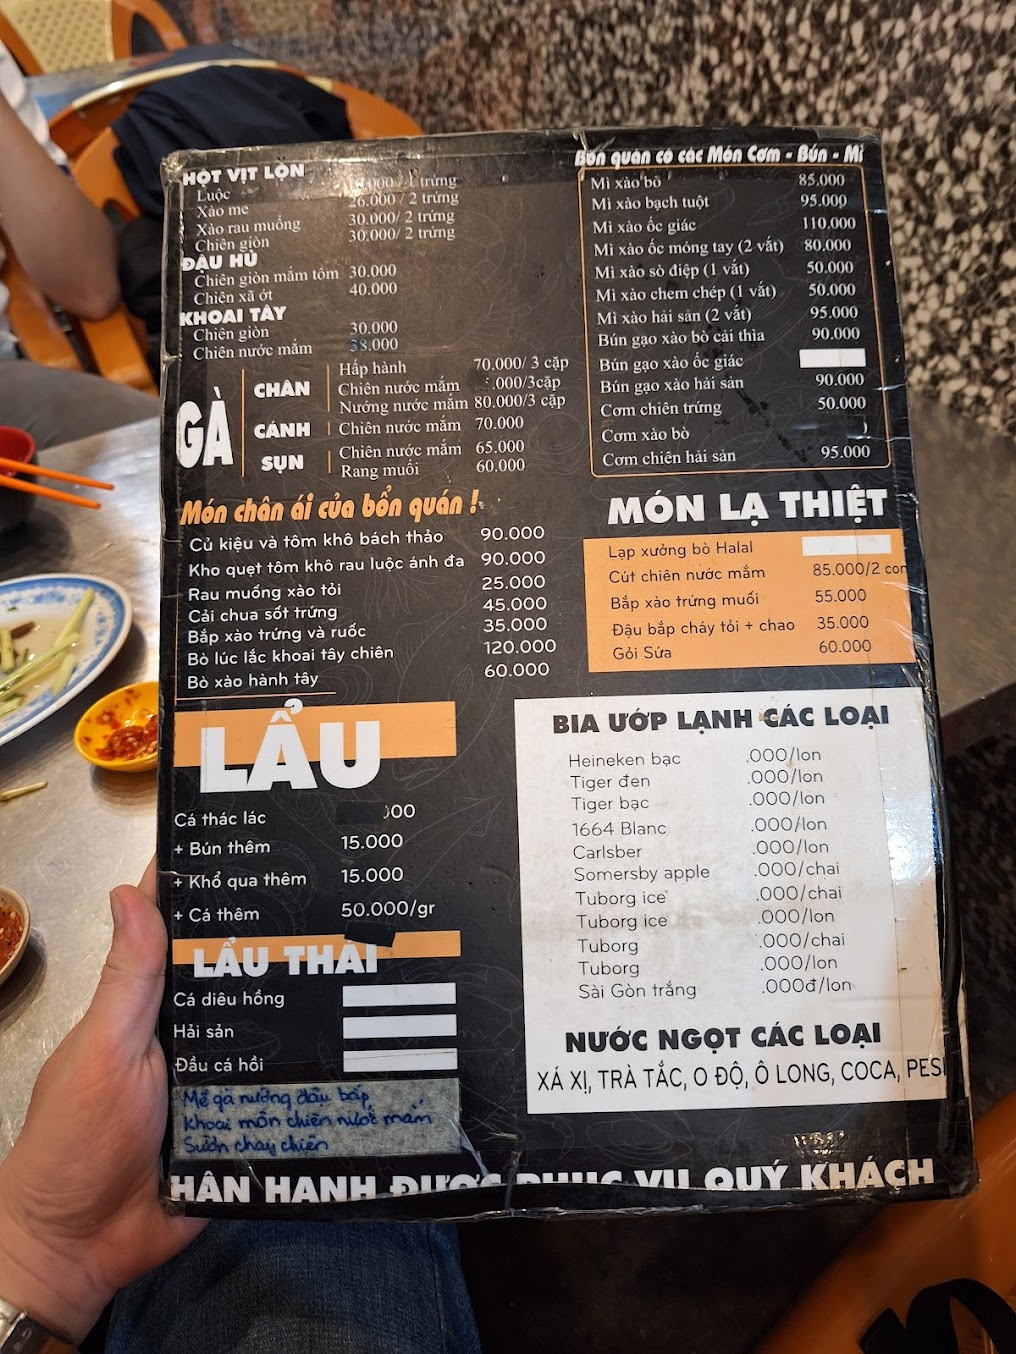 HỘT VỊT LỘN
Luộc .000 / 1 trứng
Xào me 26.000 / 2 trứng
Xào rau muống 30.000/ 2 trứng
Chiên giòn 30.000/ 2 trứng
ĐẬU HỦ
Chiên giòn mắm tôm 30.000
Chiên xã ớt 40.000
KHOAI TÂY
Chiên giòn 30.000
Chiên nước mắm 38.000
GÀ
CHÂN
Hấp hành 70.000/ 3 cặp
Chiên nước mắm .000/3cặp
Nướng nước mắm 80.000/3 cặp
CÁNH
Chiên nước mắm 70.000
SỤN
Chiên nước mắm 65.000
Rang muối 60.000
Món chân ái của bổn quán !
Củ kiệu và tôm khô bách thảo 90.000
Kho quẹt tôm khô rau luộc ánh đa 90.000
Rau muống xào tỏi 25.000
Cải chua sốt trứng 45.000
Bắp xào trứng và ruốc 35.000
Bò lúc lắc khoai tây chiên 120.000
Bò xào hành tây 60.000
LẨU
Cá thác lác 00
+ Bún thêm 15.000
+ Khổ qua thêm 15.000
+ Cá thêm 50.000/gr
LẨU THÁI
Cá diêu hồng
Hải sản
Đầu cá hồi
Mề gà nướng dầu bắp
Khoai môn chiên nước mắm
Sườn chay chiên
Bổn quán có các Món Cơm - Bún - Mì
Mì xào bò 85.000
Mì xào bạch tuột 95.000
Mì xào ốc giác 110.000
Mì xào ốc móng tay (2 vắt) 80.000
Mì xào sò điệp (1 vắt) 50.000
Mì xào chem chép (1 vắt) 50.000
Mì xào hải sản (2 vắt) 95.000
Bún gạo xào bò cải thìa 90.000
Bún gạo xào ốc giác
Bún gạo xào hải sản 90.000
Cơm chiên trứng 50.000
Cơm xào bò
Cơm chiên hải sản 95.000
MÓN LẠ THIỆT
Lạp xưởng bò Halal
Cút chiên nước mắm 85.000/2 con
Bắp xào trứng muối 55.000
Đậu bắp cháy tỏi + chao 35.000
Gỏi Sứa 60.000
BIA ƯỚP LẠNH CÁC LOẠI
Heineken bạc .000/lon
Tiger đen .000/lon
Tiger bạc .000/lon
1664 Blanc .000/lon
Carlsber .000/lon
Somersby apple .000/chai
Tuborg ice .000/chai
Tuborg ice .000/lon
Tuborg .000/chai
Tuborg .000/lon
Sài Gòn trắng .000đ/lon
NƯỚC NGỌT CÁC LOẠI
XÁ XỊ, TRÀ TẮC, O ĐỘ, Ô LONG, COCA, PESI
HÂN HẠNH ĐƯỢC PHỤC VỤ QUÝ KHÁCH